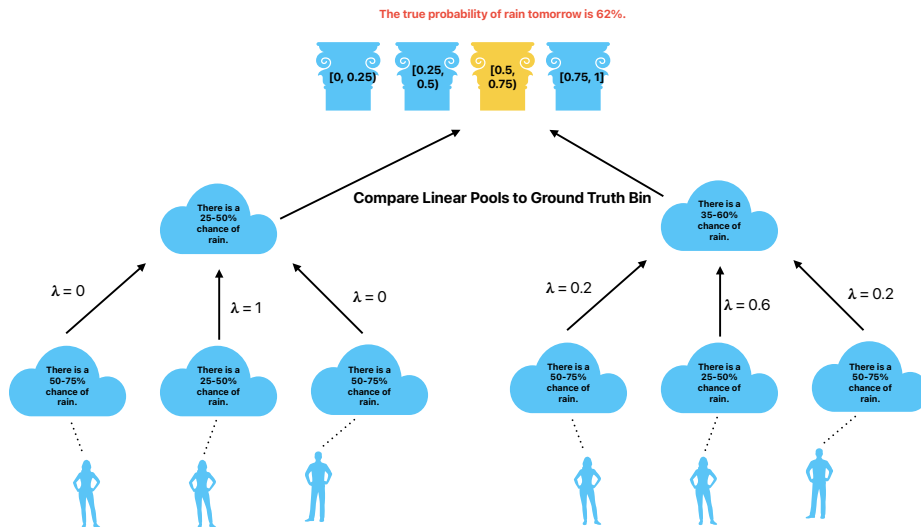 The true probability of rain tomorrow is 62%.
[0, 0.25)
[0.25,
0.5)
[0.5,
0.75)
[0.75, 1]
Compare Linear Pools to Ground Truth Bin
There is a
25-50%
chance of
rain.
There is a
35-60%
chance of
rain.
λ = 0
λ = 1
λ = 0
λ = 0.2
λ = 0.6
λ = 0.2
There is a
50-75%
chance of
rain.
There is a
25-50%
chance of
rain.
There is a
50-75%
chance of
rain.
There is a
50-75%
chance of
rain.
There is a
25-50%
chance of
rain.
There is a
50-75%
chance of
rain.